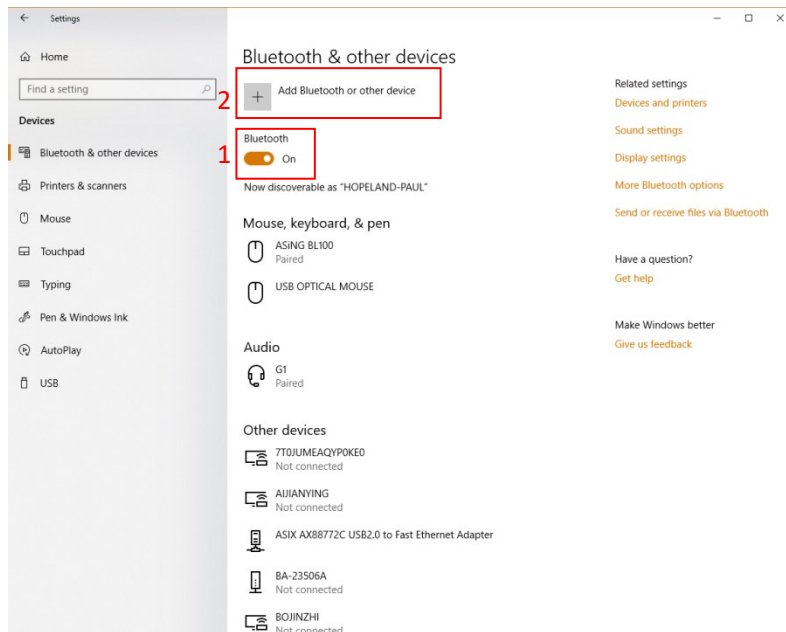 Settings
Home
Find a setting
Devices
Bluetooth & other devices
Printers & scanners
Mouse
Touchpad
Typing
Pen & Windows Ink
AutoPlay
USB
Bluetooth & other devices
2
+ Add Bluetooth or other device
Bluetooth
1
On
Now discoverable as "HOPELAND-PAUL"
Mouse, keyboard, & pen
ASiNG BL100
Paired
USB OPTICAL MOUSE
Audio
G1
Paired
Other devices
7T0JUMEAQYP0KE0
Not connected
AIJIANYING
Not connected
ASIX AX88772C USB2.0 to Fast Ethernet Adapter
BA-23506A
Not connected
BOJINZHI
Not connected
Related settings
Devices and printers
Sound settings
Display settings
More Bluetooth options
Send or receive files via Bluetooth
Have a question?
Get help
Make Windows better
Give us feedback